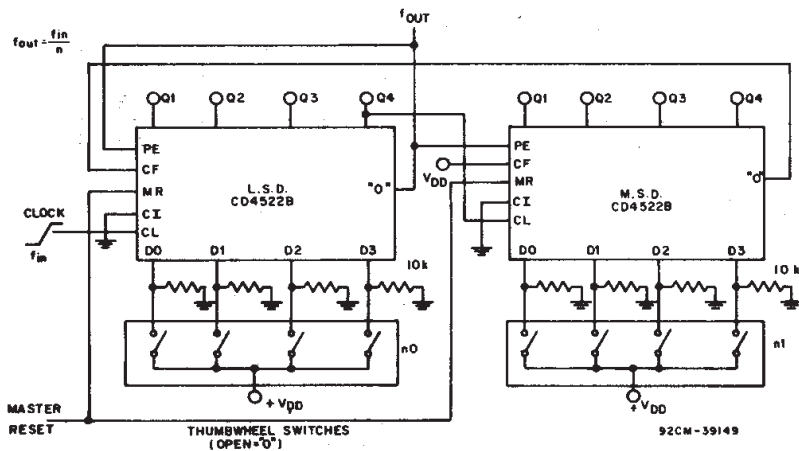 fOUT
fout = fin/n
Q1 Q2 Q3 Q4
Q1 Q2 Q3 Q4
PE
CF
MR
CI
CL
L.S.D.
CD4522B
"0"
PE
CF
MR
CI
CL
VDD
M.S.D.
CD4522B
"0"
CLOCK
fin
D0 D1 D2 D3
D0 D1 D2 D3
10k
10k
n0
n1
+VDD
+VDD
MASTER
RESET
THUMBWHEEL SWITCHES
(OPEN="0")
92CM-39149